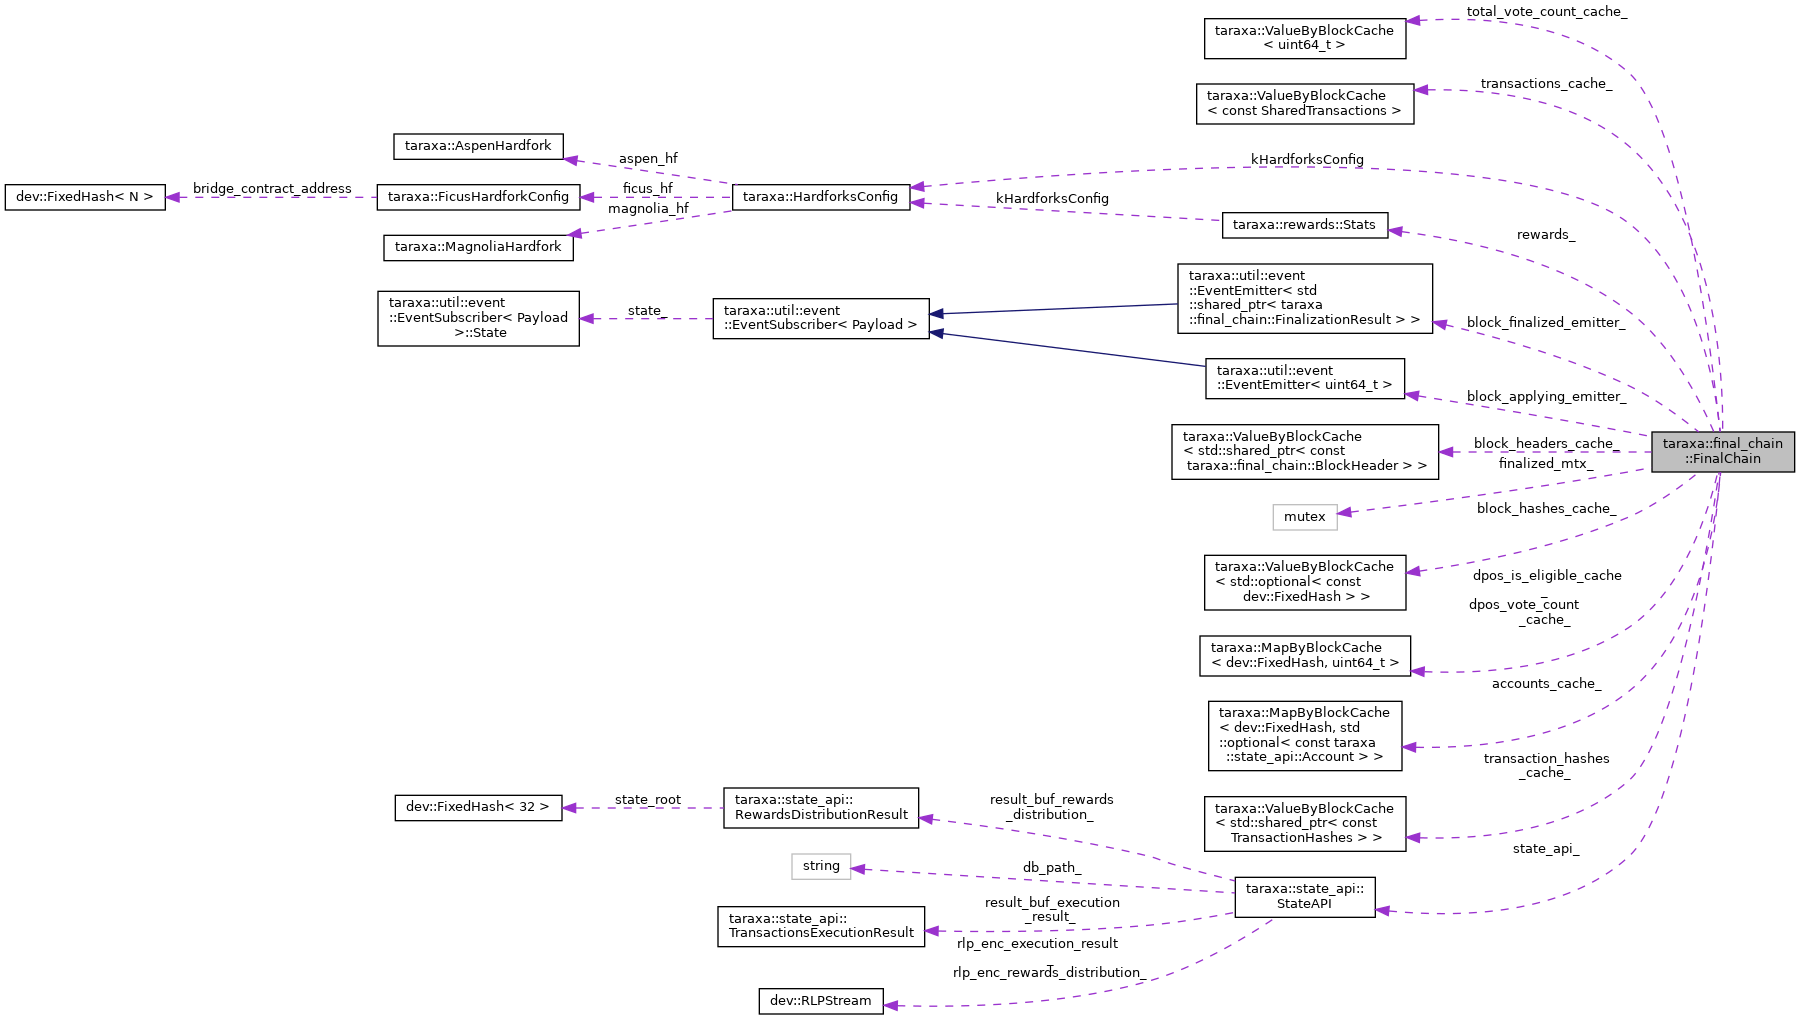 total_vote_count_cache_
taraxa::ValueByBlockCache
< uint64_t >
transactions_cache_
taraxa::ValueByBlockCache
< const SharedTransactions >
taraxa::AspenHardfork
aspen_hf
kHardforksConfig
dev::FixedHash< N >
bridge_contract_address
taraxa::FicusHardforkConfig
ficus_hf
magnolia_hf
taraxa::HardforksConfig
kHardforksConfig
taraxa::rewards::Stats
rewards_
taraxa::MagnoliaHardfork
taraxa::util::event
::EventSubscriber< Payload
>::State
state_
taraxa::util::event
::EventSubscriber< Payload >
taraxa::util::event
::EventEmitter< std
::shared_ptr< taraxa
::final_chain::FinalizationResult > >
block_finalized_emitter_
taraxa::util::event
::EventEmitter< uint64_t >
block_applying_emitter_
taraxa::ValueByBlockCache
< std::shared_ptr< const
taraxa::final_chain::BlockHeader > >
block_headers_cache_
finalized_mtx_
taraxa::final_chain
::FinalChain
mutex
block_hashes_cache_
taraxa::ValueByBlockCache
< std::optional< const
dev::FixedHash > >
dpos_is_eligible_cache
_
dpos_vote_count
_cache_
taraxa::MapByBlockCache
< dev::FixedHash, uint64_t >
accounts_cache_
taraxa::MapByBlockCache
< dev::FixedHash, std
::optional< const taraxa
::state_api::Account > >
transaction_hashes
_cache_
dev::FixedHash< 32 >
state_root
taraxa::state_api::
RewardsDistributionResult
result_buf_rewards
_distribution_
taraxa::ValueByBlockCache
< std::shared_ptr< const
TransactionHashes > >
state_api_
string
db_path_
taraxa::state_api::
StateAPI
taraxa::state_api::
TransactionsExecutionResult
result_buf_execution
_result_
rlp_enc_execution_result
_
rlp_enc_rewards_distribution_
dev::RLPStream